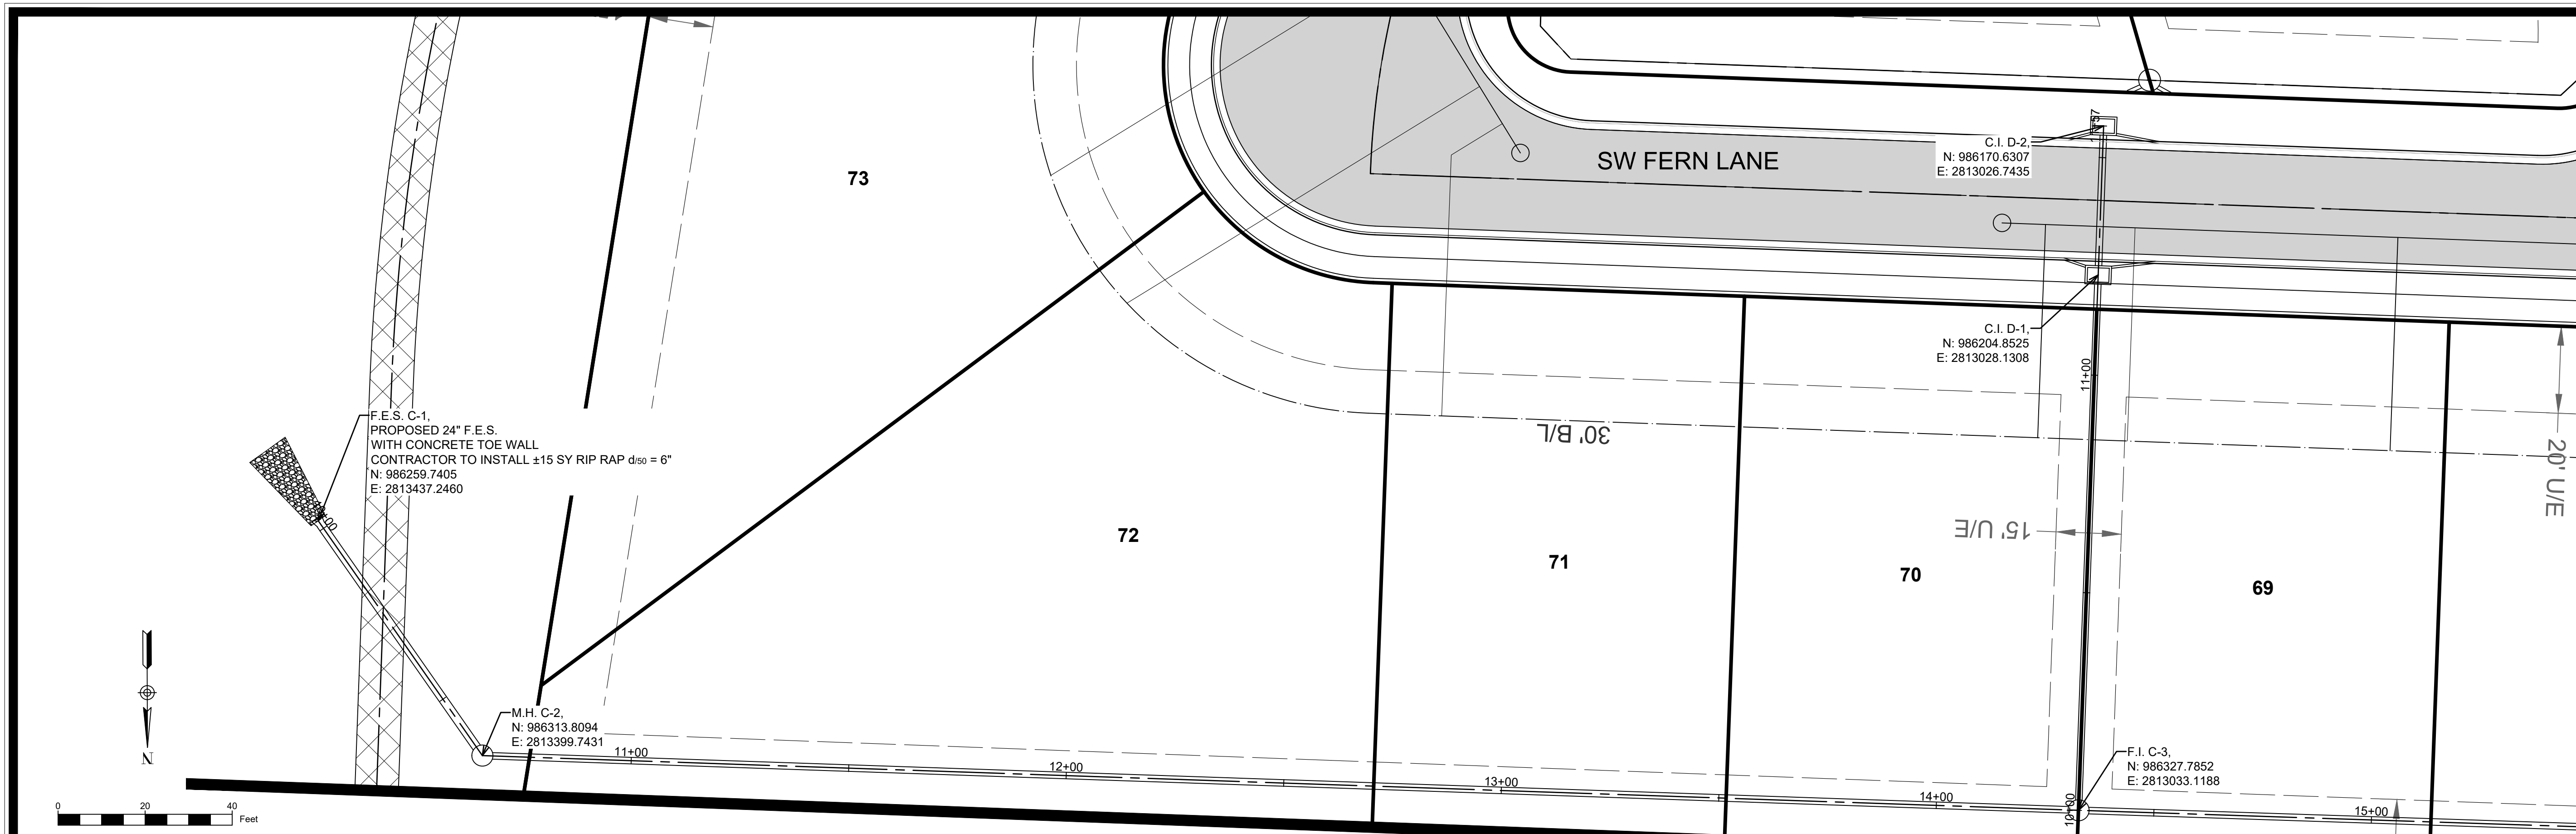 73
SW FERN LANE
C.I. D-2,
N: 986170.6307
E: 2813026.7435
C.I. D-1,
N: 986204.8525
E: 2813028.1308
11+00
F.E.S. C-1,
PROPOSED 24" F.E.S.
WITH CONCRETE TOE WALL
CONTRACTOR TO INSTALL ±15 SY RIP RAP d/50 = 6"
N: 986259.7405
E: 2813437.2460
30' B/L
20' U/E
15' U/E
72
71
70
69
M.H. C-2,
N: 986313.8094
E: 2813399.7431
F.I. C-3,
N: 986327.7852
E: 2813033.1188
11+00
12+00
13+00
14+00
10+00
15+00
N
0 20 40
Feet